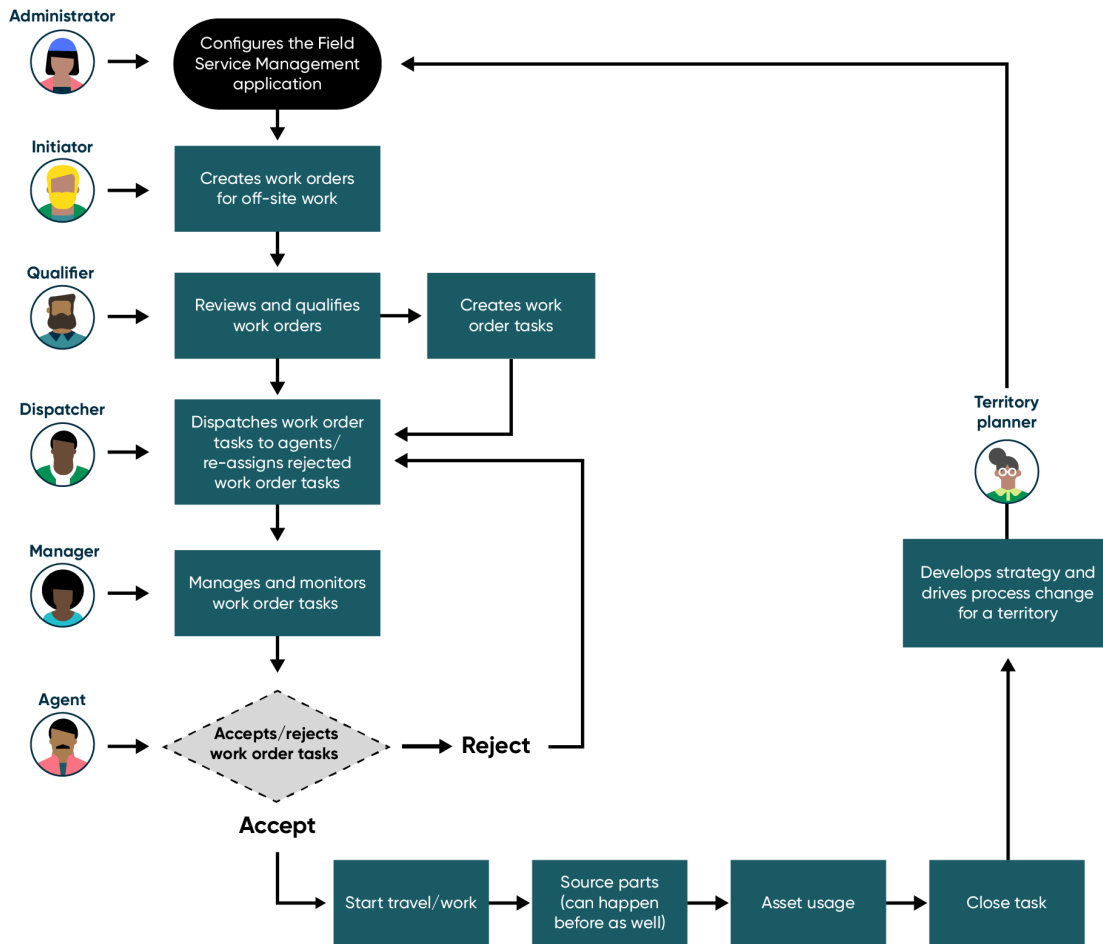 Administrator
Configures the Field
Service Management
application
Initiator
Creates work orders
for off-site work
Qualifier
Reviews and qualifies
work orders
Creates work
order tasks
Dispatcher
Dispatches work order
tasks to agents/
re-assigns rejected
work order tasks
Territory
planner
Manager
Manages and monitors
work order tasks
Develops strategy and
drives process change
for a territory
Agent
Accepts/rejects
work order tasks
Reject
Accept
Start travel/work
Source parts
(can happen
before as well)
Asset usage
Close task